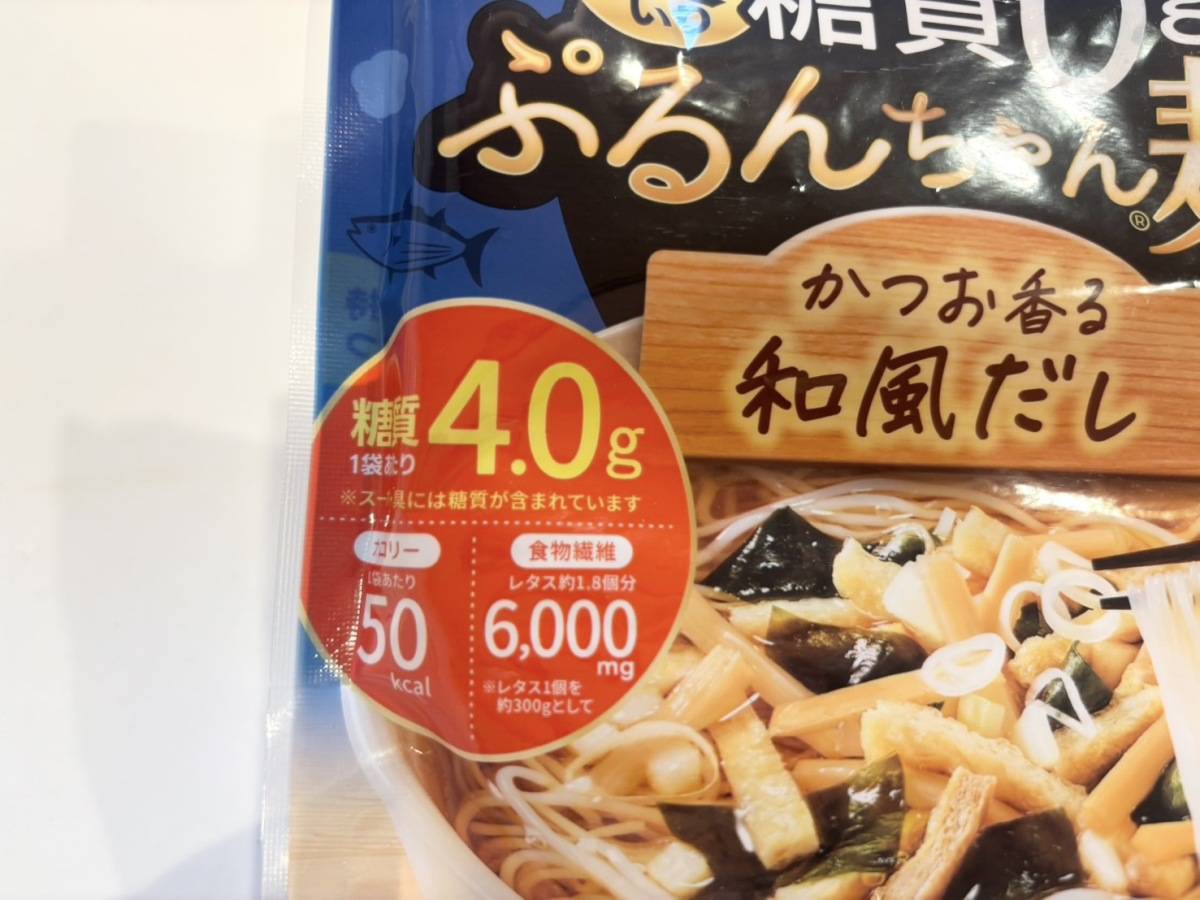 糖質0
ぷるんちゃん麺
®
かつお香る
和風だし
糖質 4.0g
1袋あたり
※スープ・具には糖質が含まれています
カロリー
1袋あたり
50
kcal
食物繊維
レタス約1.8個分
6,000
mg
※レタス1個を
約300gとして